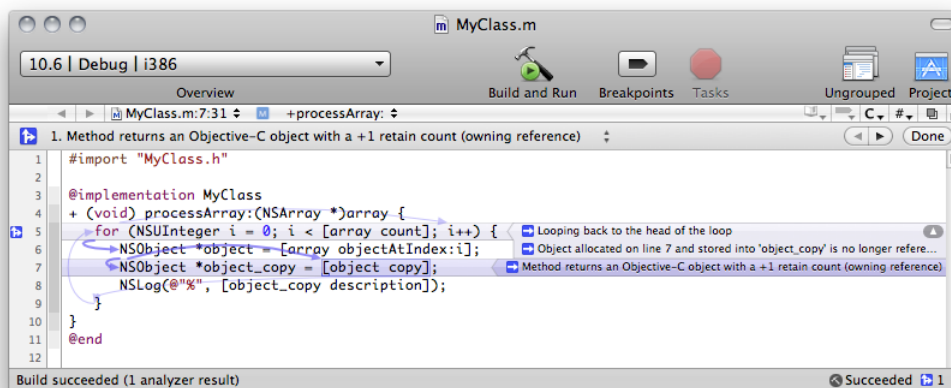 MyClass.m
10.6 | Debug | i386
Overview
Build and Run
Breakpoints
Tasks
Ungrouped
Project
MyClass.m:7:31
M
+processArray:
C
#
1. Method returns an Objective-C object with a +1 retain count (owning reference)
Done
1 #import "MyClass.h"
2
3 @implementation MyClass
4 + (void) processArray:(NSArray *)array {
5 for (NSUInteger i = 0; i < [array count]; i++) { Looping back to the head of the loop
6 NSObject *object = [array objectAtIndex:i]; Object allocated on line 7 and stored into 'object_copy' is no longer refere...
7 NSObject *object_copy = [object copy]; Method returns an Objective-C object with a +1 retain count (owning reference)
8 NSLog(@"%", [object_copy description]);
9 }
10 }
11 @end
12
Build succeeded (1 analyzer result)
Succeeded 1